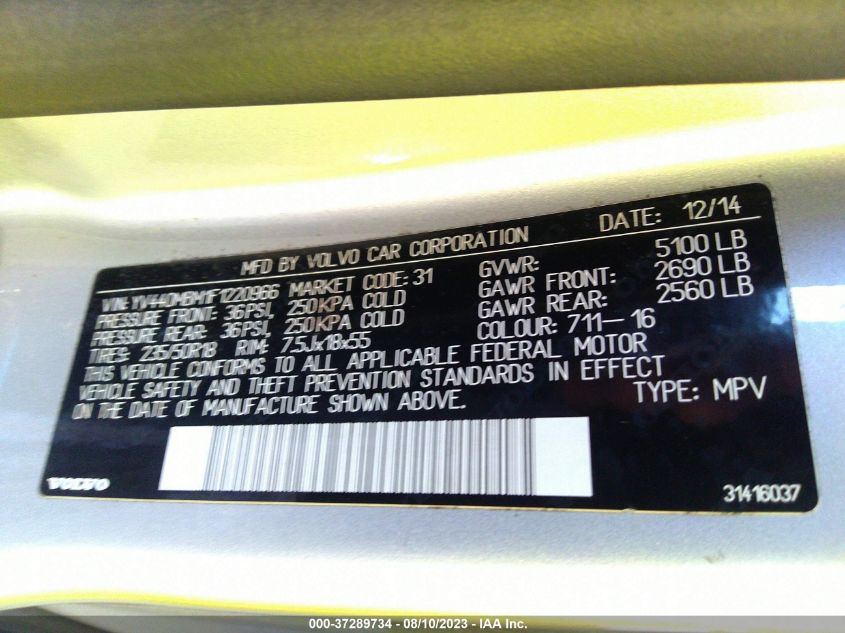 MFD BY VOLVO CAR CORPORATION DATE: 12/14
VIN: YV440MBM1F1220966 MARKET CODE: 31 GVWR: 5100 LB
PRESSURE FRONT: 36PSI, 250KPA COLD GAWR FRONT: 2690 LB
PRESSURE REAR: 36PSI, 250KPA COLD GAWR REAR: 2560 LB
TIRES: 235/50R18 RIM: 7.5Jx18x55 COLOUR: 711-16
THIS VEHICLE CONFORMS TO ALL APPLICABLE FEDERAL MOTOR
VEHICLE SAFETY AND THEFT PREVENTION STANDARDS IN EFFECT
ON THE DATE OF MANUFACTURE SHOWN ABOVE. TYPE: MPV
VOLVO 31416037
000-37289734 - 08/10/2023 - IAA Inc.